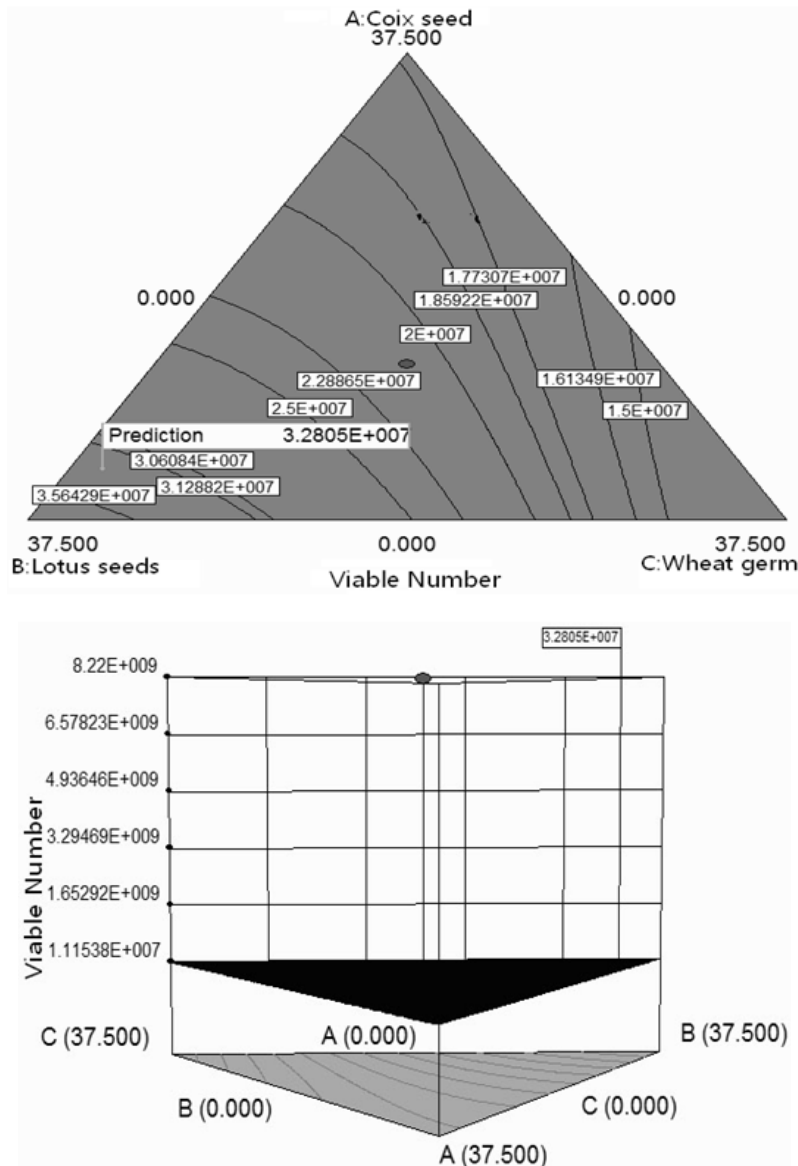 A:Coix seed
37.500
0.000
0.000
1.77307E+007
1.85922E+007
2E+007
2.28865E+007
1.61349E+007
2.5E+007
1.5E+007
Prediction 3.2805E+007
3.06084E+007
3.12882E+007
3.56429E+007
37.500
0.000
37.500
B:Lotus seeds
Viable Number
C:Wheat germ
3.2805E+007
8.22E+009
6.57823E+009
4.93646E+009
3.29469E+009
1.65292E+009
1.11538E+007
Viable Number
C (37.500)
A (0.000)
B (37.500)
B (0.000)
C (0.000)
A (37.500)